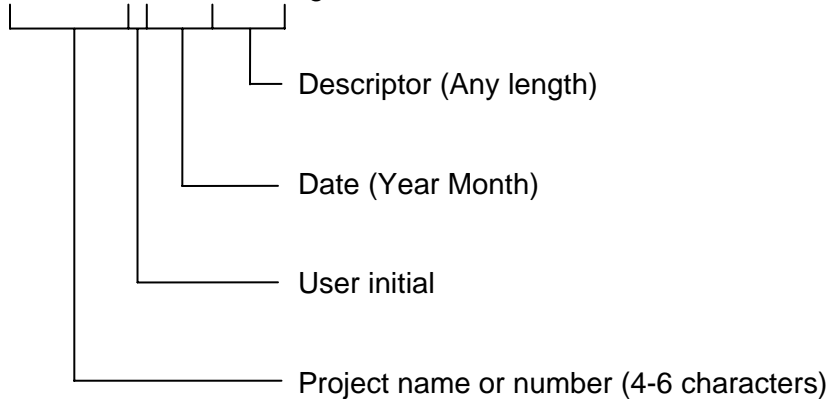 Descriptor (Any length)
Date (Year Month)
User initial
Project name or number (4-6 characters)